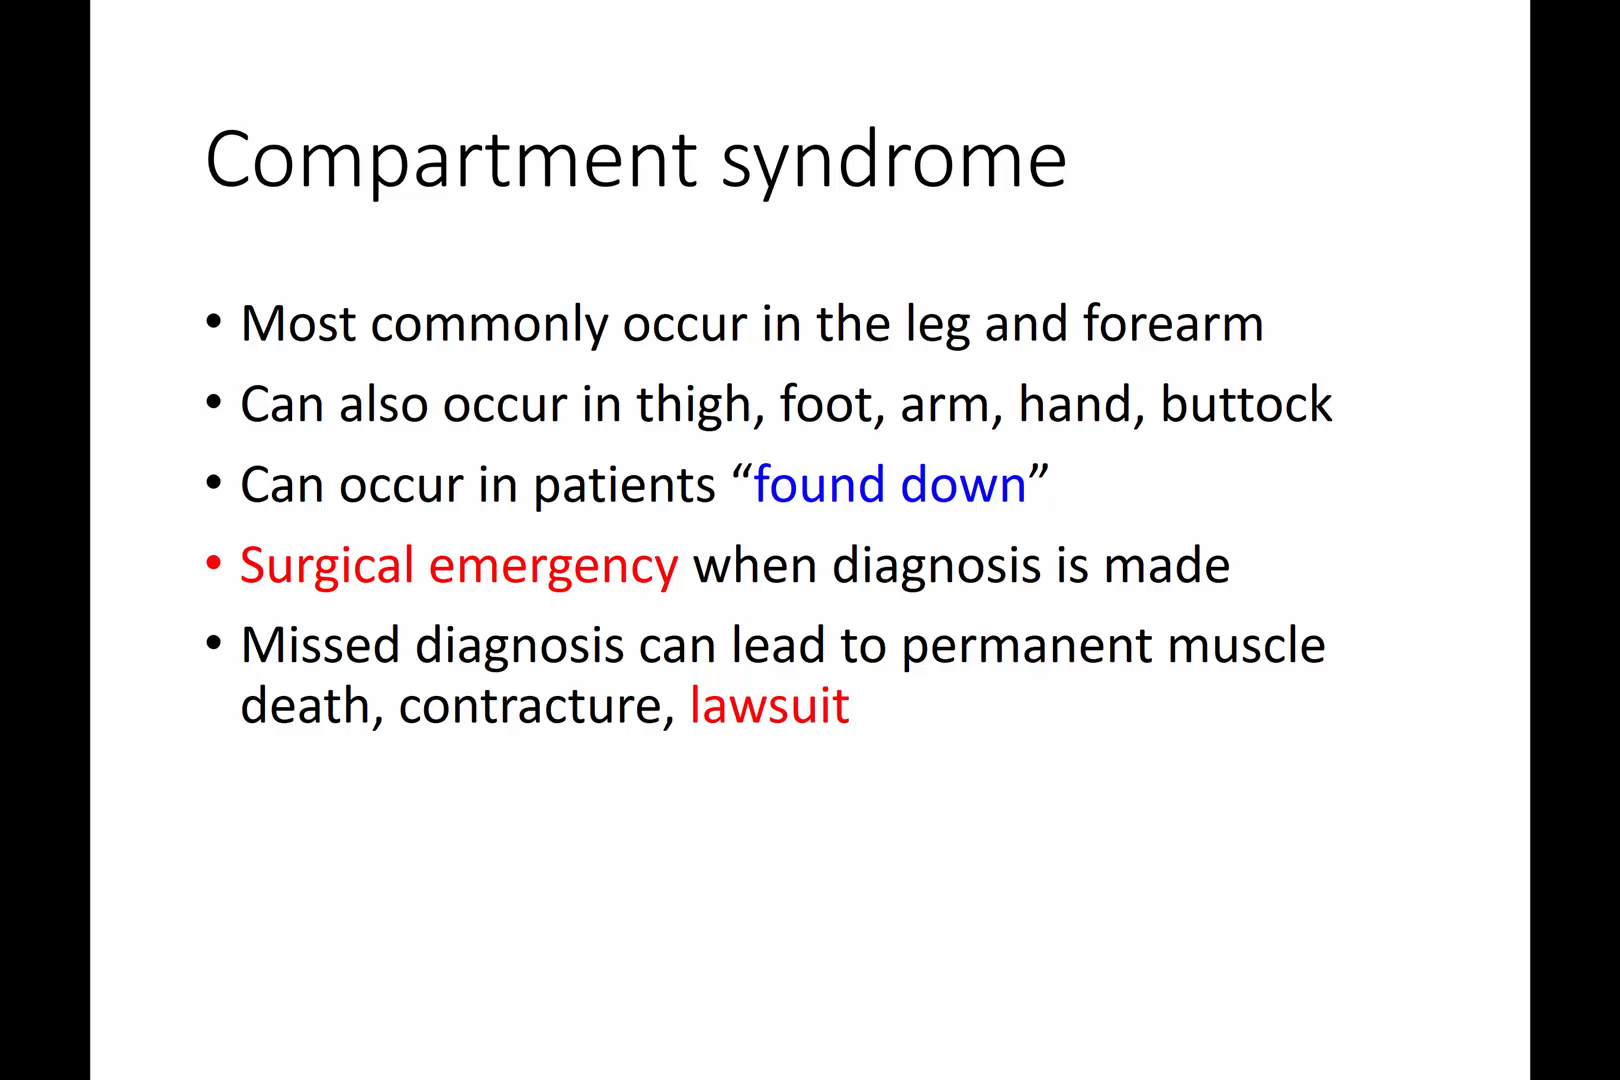 Compartment syndrome
• Most commonly occur in the leg and forearm
• Can also occur in thigh, foot, arm, hand, buttock
• Can occur in patients “found down”
• Surgical emergency when diagnosis is made
• Missed diagnosis can lead to permanent muscle
death, contracture, lawsuit